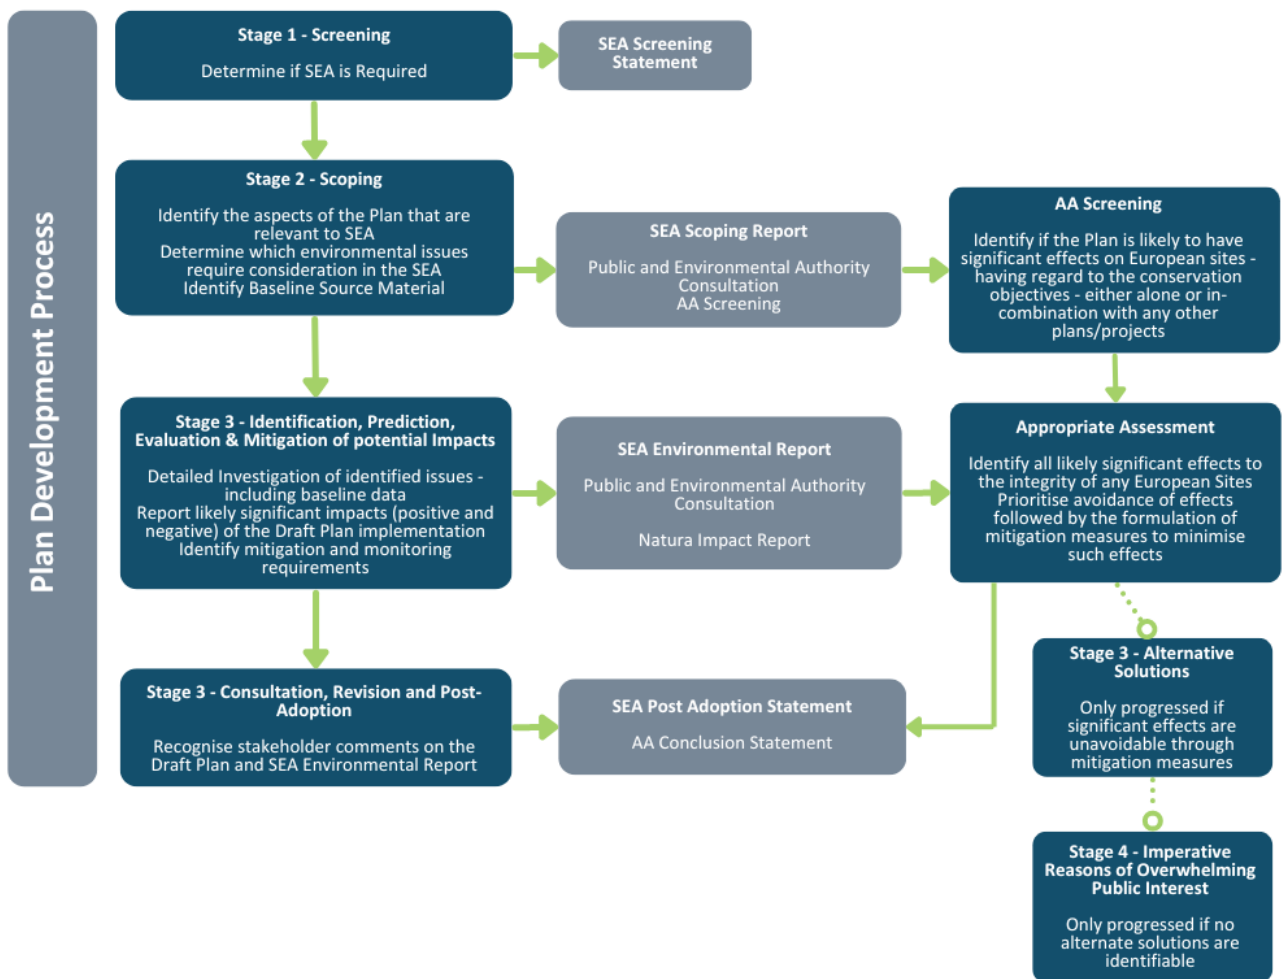 Plan Development Process
Stage 1 - Screening
Determine if SEA is Required
SEA Screening
Statement
Stage 2 - Scoping
Identify the aspects of the Plan that are
relevant to SEA
Determine which environmental issues
require consideration in the SEA
Identify Baseline Source Material
SEA Scoping Report
Public and Environmental Authority
Consultation
AA Screening
AA Screening
Identify if the Plan is likely to have
significant effects on European sites -
having regard to the conservation
objectives - either alone or in-
combination with any other
plans/projects
Stage 3 - Identification, Prediction,
Evaluation & Mitigation of potential Impacts
Detailed Investigation of identified issues -
including baseline data
Report likely significant impacts (positive and
negative) of the Draft Plan implementation
Identify mitigation and monitoring
requirements
SEA Environmental Report
Public and Environmental Authority
Consultation
Natura Impact Report
Appropriate Assessment
Identify all likely significant effects to
the integrity of any European Sites
Prioritise avoidance of effects
followed by the formulation of
mitigation measures to minimise
such effects
Stage 3 - Consultation, Revision and Post-
Adoption
Recognise stakeholder comments on the
Draft Plan and SEA Environmental Report
SEA Post Adoption Statement
AA Conclusion Statement
Stage 3 - Alternative
Solutions
Only progressed if
significant effects are
unavoidable through
mitigation measures
Stage 4 - Imperative
Reasons of Overwhelming
Public Interest
Only progressed if no
alternate solutions are
identifiable